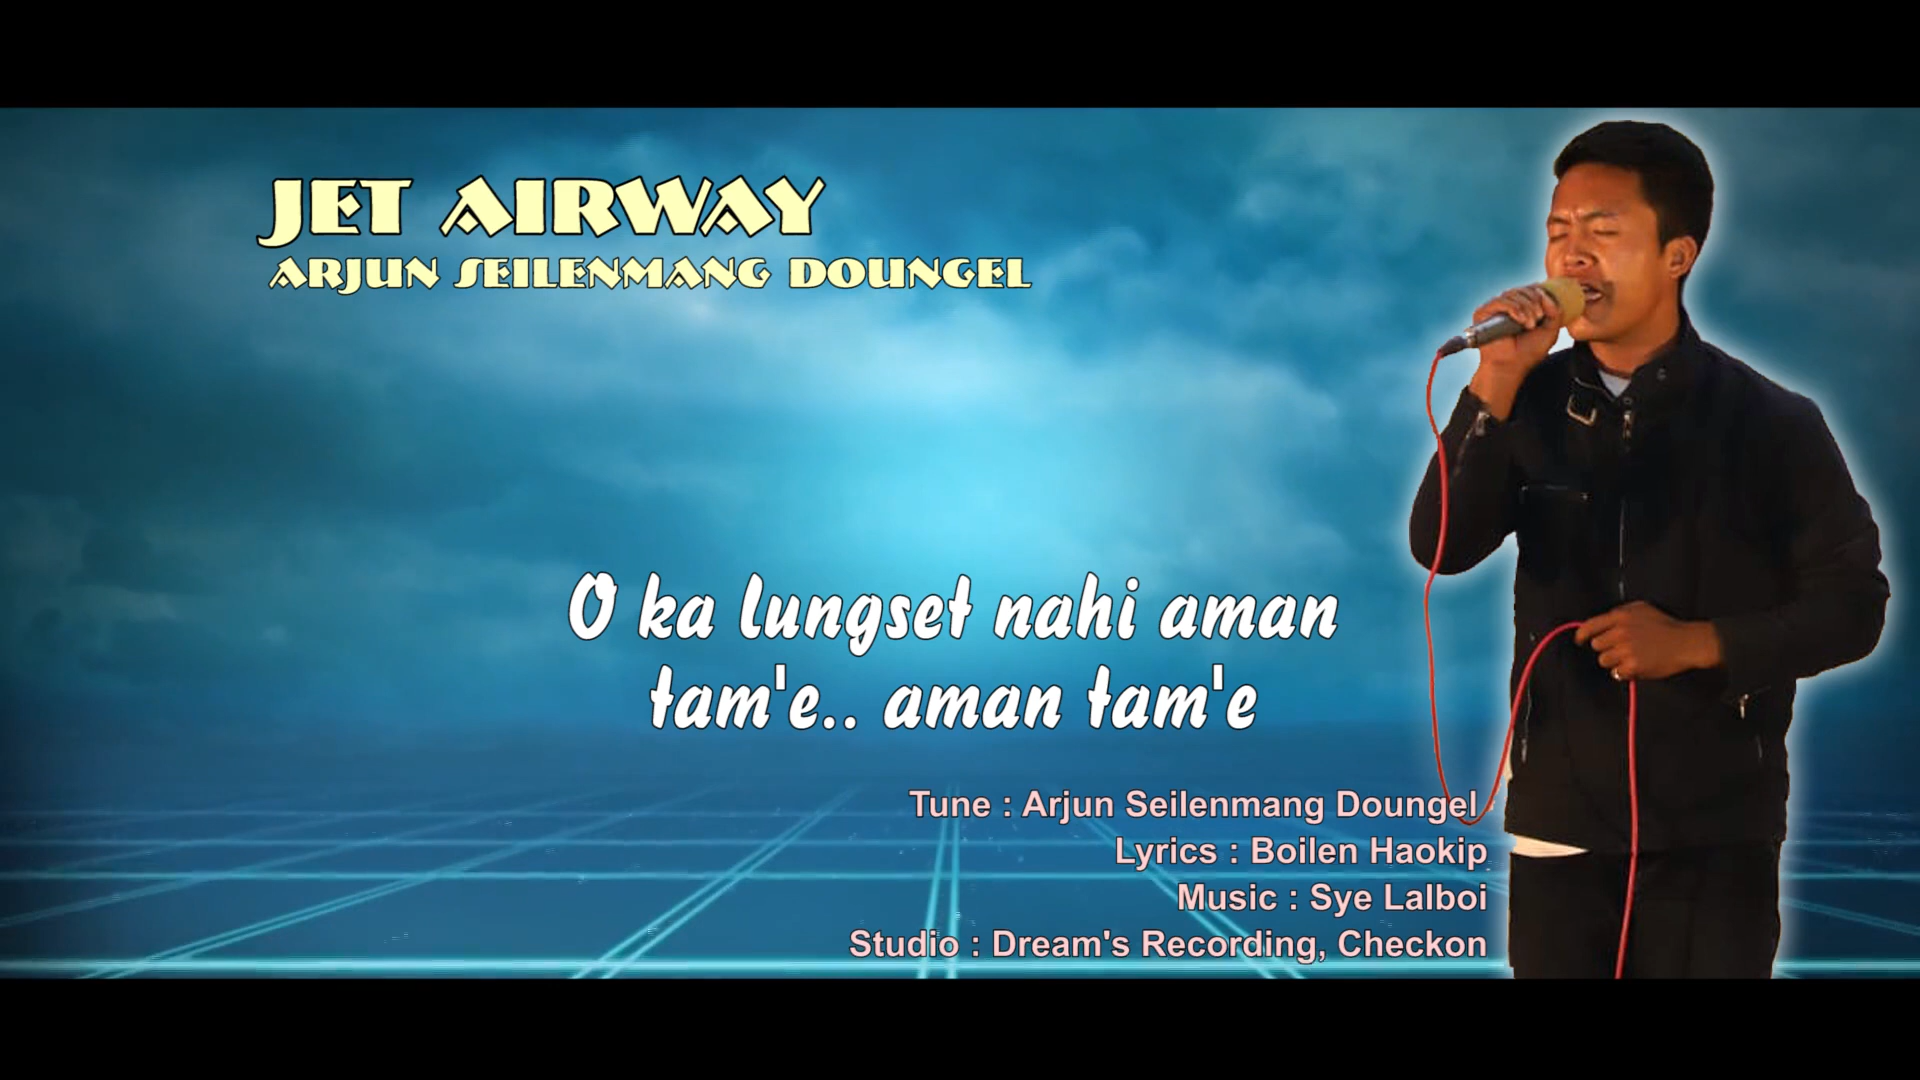 JET AIRWAY
ARJUN SEILENMANG DOUNGEL
O ka lungset nahi aman
tam'e.. aman tam'e
Tune : Arjun Seilenmang Doungel
Lyrics : Boilen Haokip
Music : Sye Lalboi
Studio : Dream's Recording, Checkon